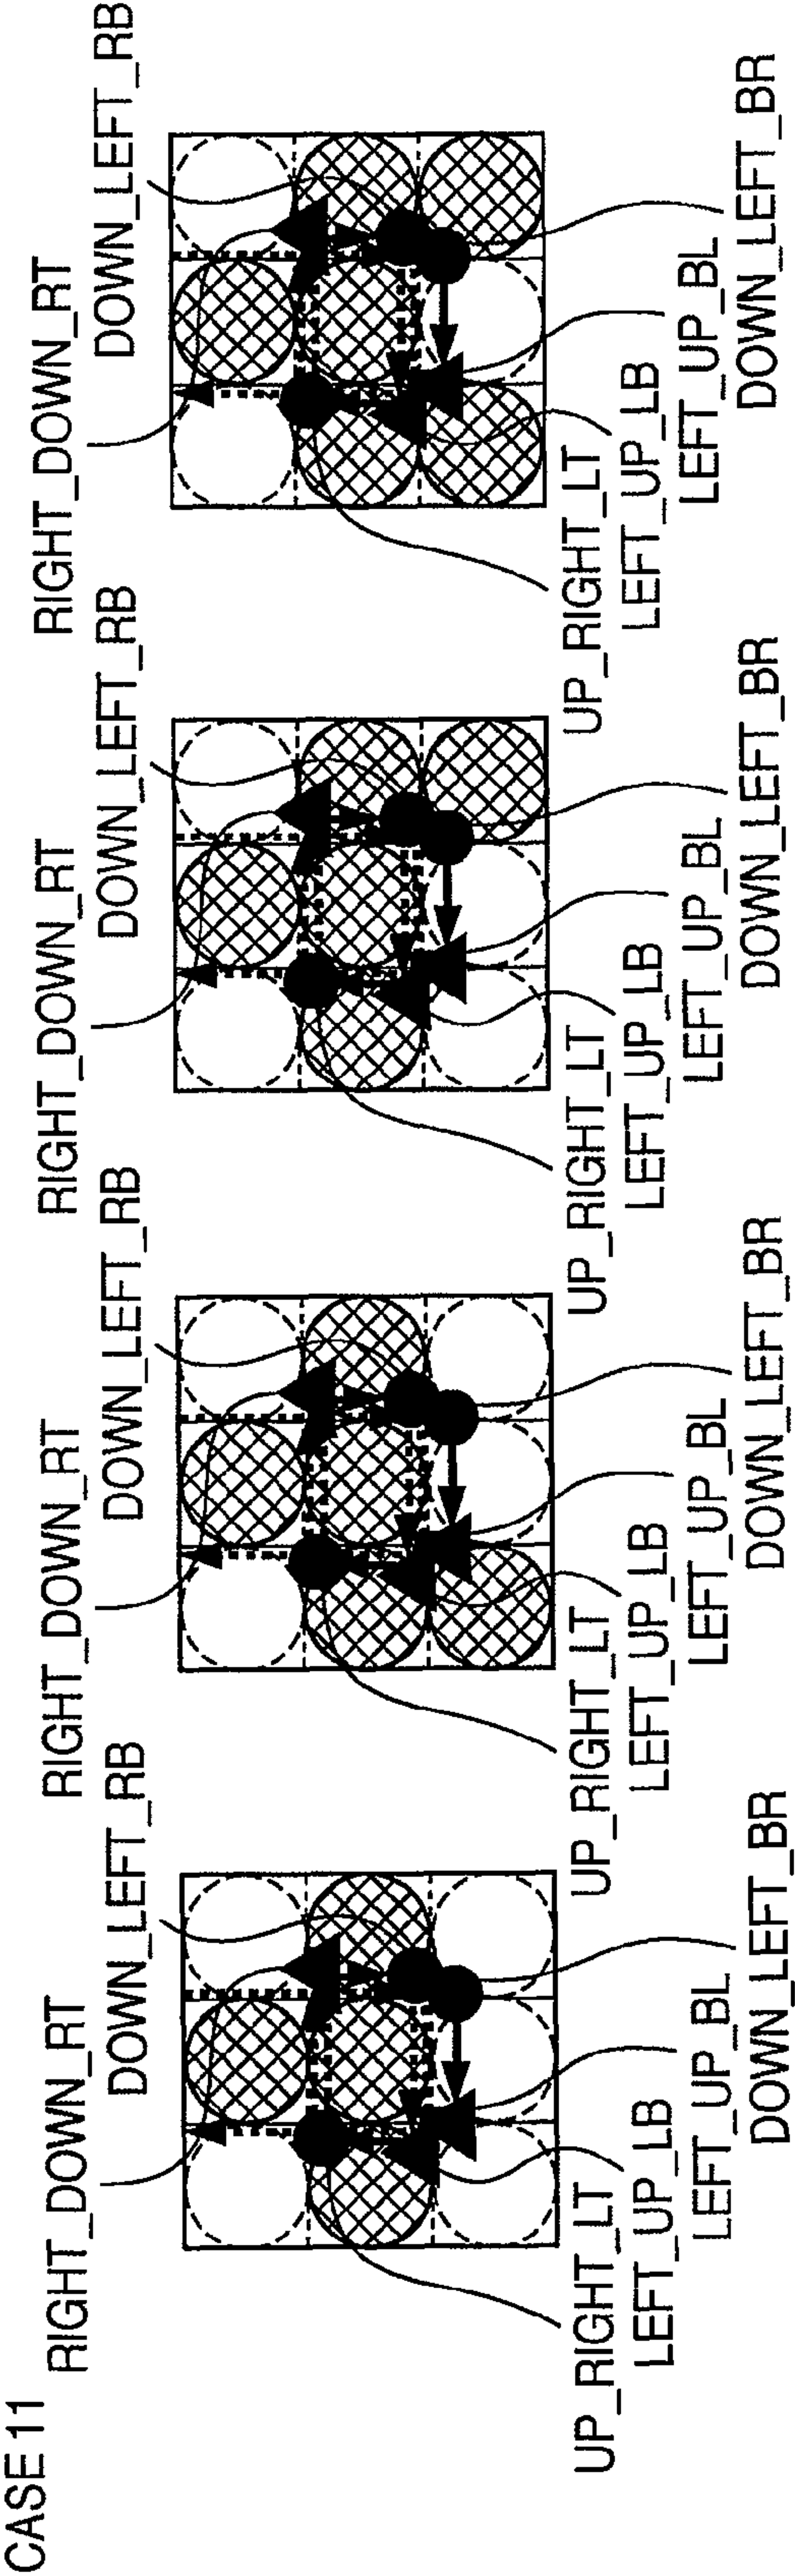 CASE 11
RIGHT_DOWN_RT
DOWN_LEFT_RB
UP_RIGHT_LT
LEFT_UP_LB
LEFT_UP_BL
DOWN_LEFT_BR
RIGHT_DOWN_RT
DOWN_LEFT_RB
UP_RIGHT_LT
LEFT_UP_LB
LEFT_UP_BL
DOWN_LEFT_BR
RIGHT_DOWN_RT
DOWN_LEFT_RB
UP_RIGHT_LT
LEFT_UP_LB
LEFT_UP_BL
DOWN_LEFT_BR
RIGHT_DOWN_RT
DOWN_LEFT_RB
UP_RIGHT_LT
LEFT_UP_LB
LEFT_UP_BL
DOWN_LEFT_BR